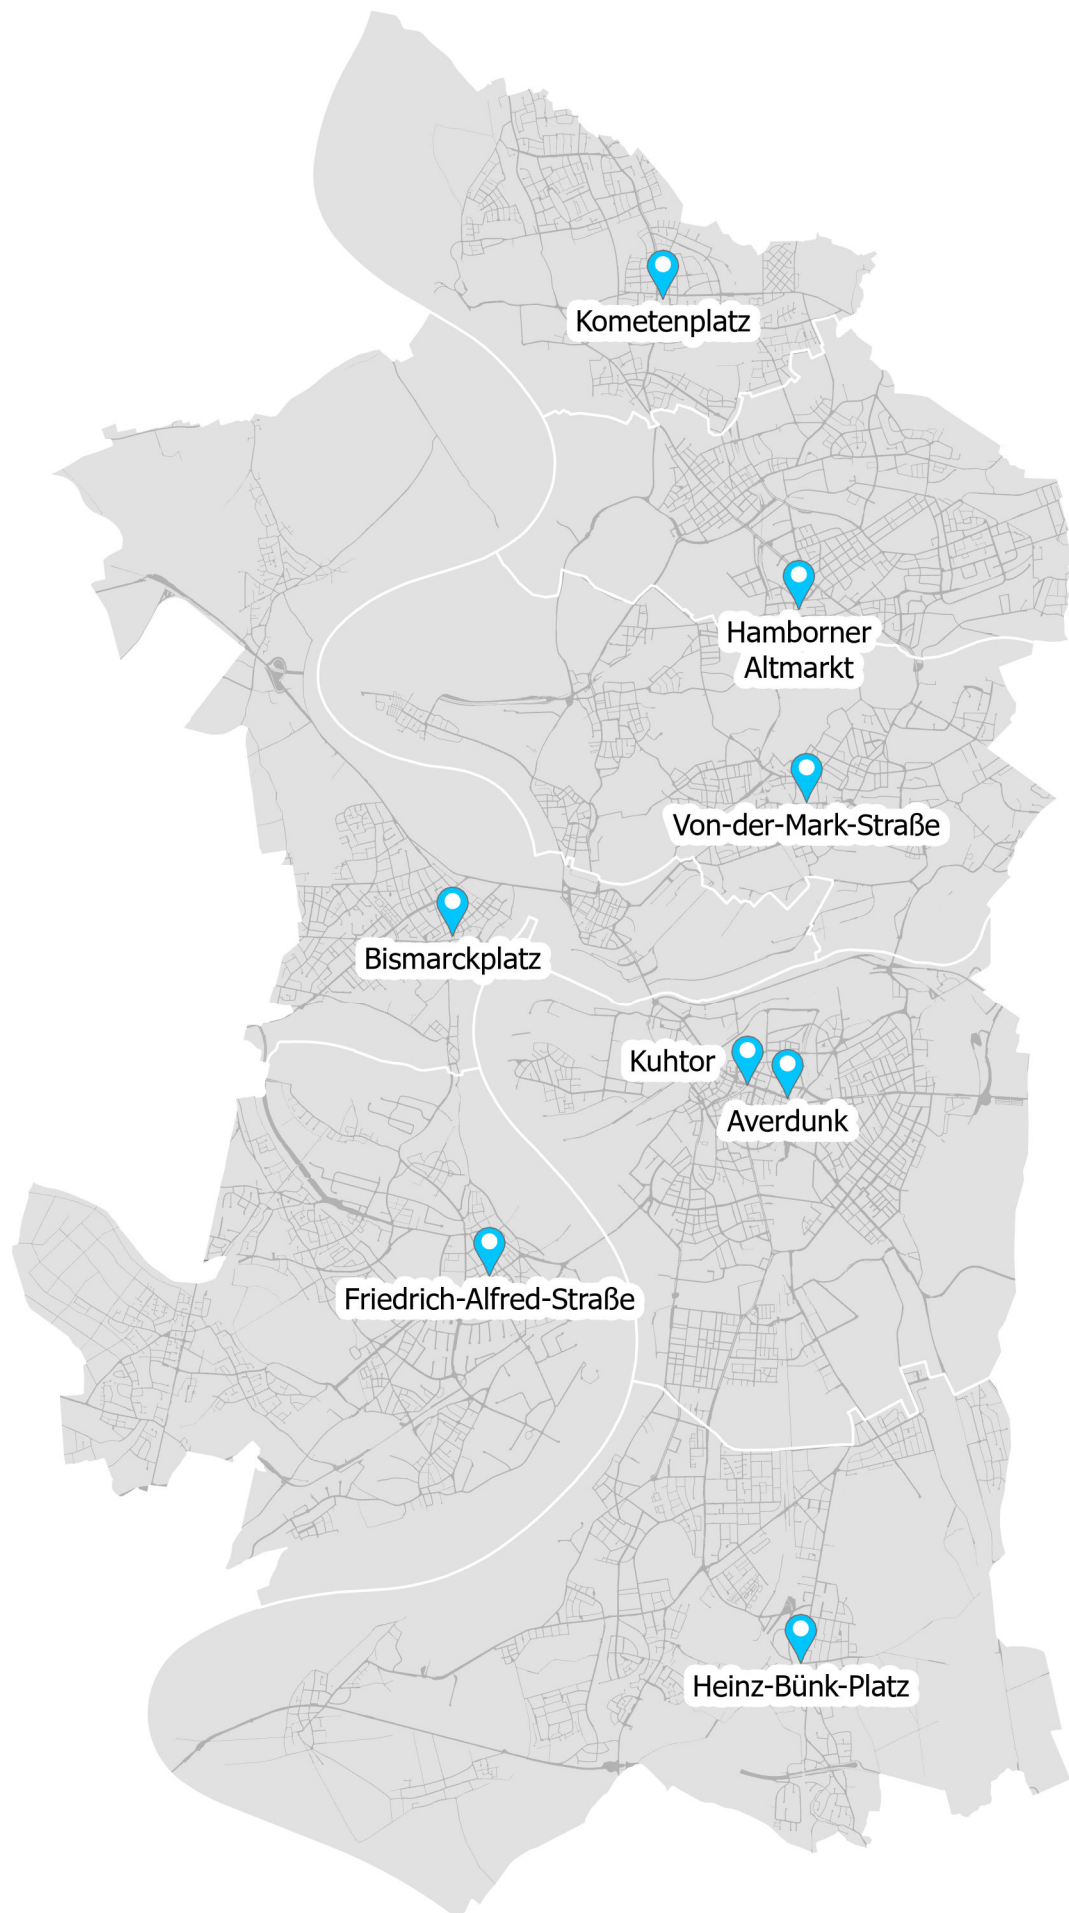 Kometenplatz
Hamborner
Altmarkt
Von-der-Mark-Straße
Bismarckplatz
Kuhtor
Averdunk
Friedrich-Alfred-Straße
Heinz-Bünk-Platz